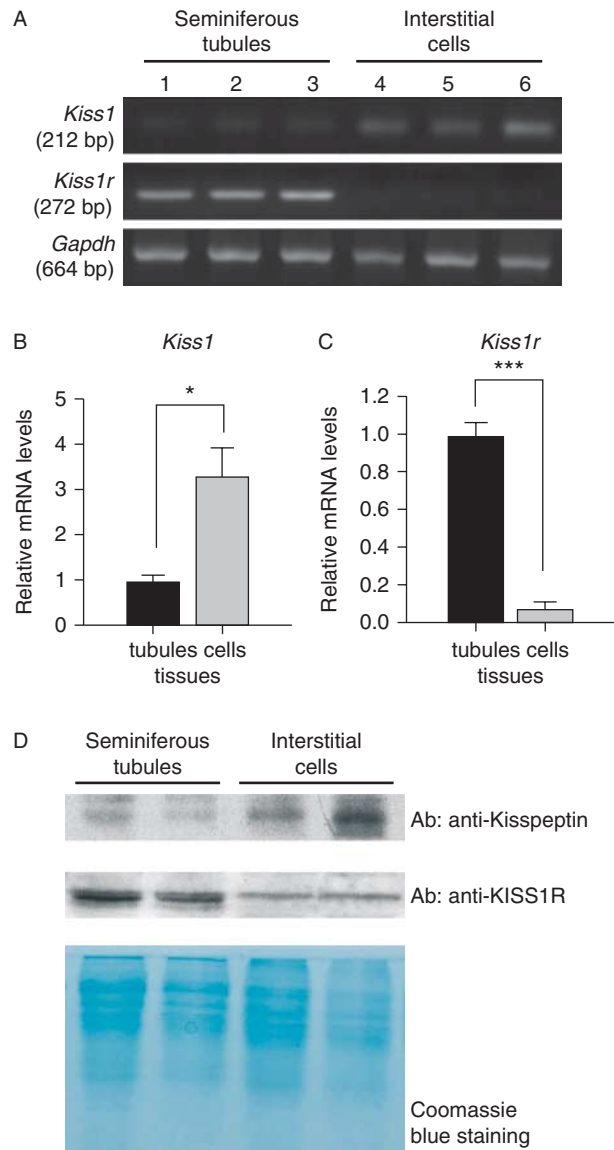 A
Seminiferous
tubules
Interstitial
cells
1 2 3 4 5 6
Kiss1
(212 bp)
Kiss1r
(272 bp)
Gapdh
(664 bp)
B
Kiss1
*
Relative mRNA levels
5
4
3
2
1
0
tubules cells
tissues
C
Kiss1r
***
Relative mRNA levels
1.2
1.0
0.8
0.6
0.4
0.2
0.0
tubules cells
tissues
D
Seminiferous
tubules
Interstitial
cells
Ab: anti-Kisspeptin
Ab: anti-KISS1R
Coomassie
blue staining